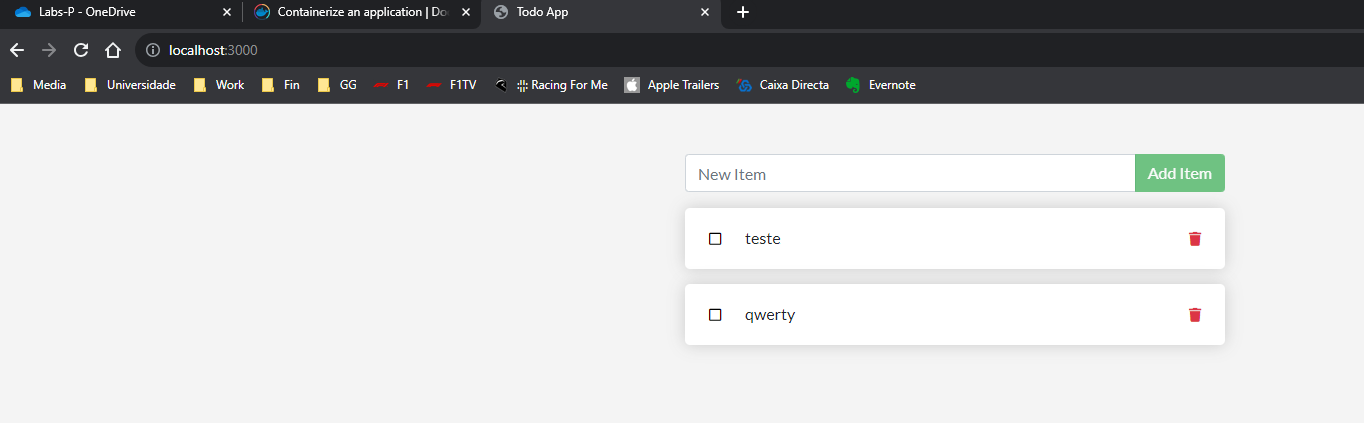 Labs-P - OneDrive
Containerize an application | Do
Todo App
localhost:3000
Media Universidade Work Fin GG F1 F1TV Racing For Me Apple Trailers Caixa Directa Evernote
New Item Add Item
teste
qwerty